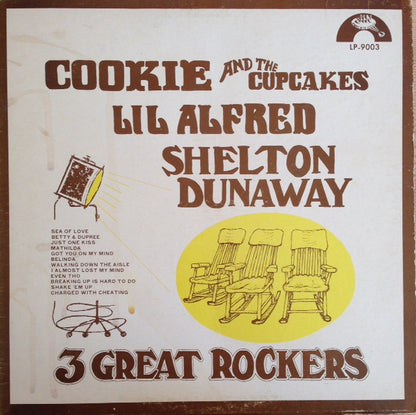 LP-9003
COOKIE AND THE CUPCAKES
LIL ALFRED
SHELTON
DUNAWAY
SEA OF LOVE
BETTY & DUPREE
JUST ONE KISS
MATHILDA
GOT YOU ON MY MIND
BELINDA
WALKING DOWN THE AISLE
I ALMOST LOST MY MIND
EVEN THO
BREAKING UP IS HARD TO DO
SHAKE 'EM UP
CHARGED WITH CHEATING
3 GREAT ROCKERS